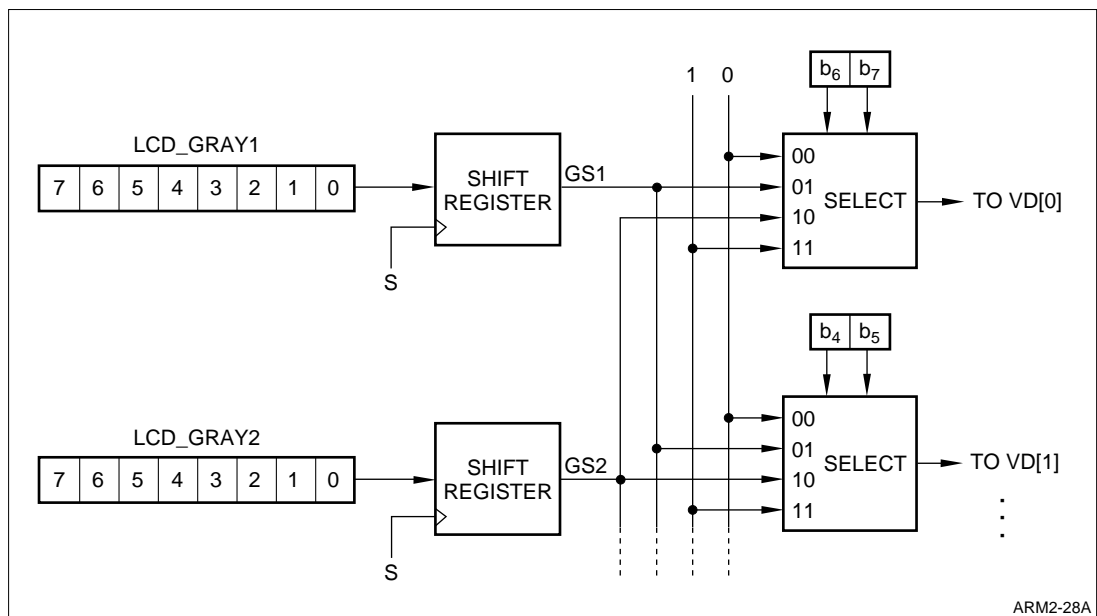 1 0
b6 b7
LCD_GRAY1
7 6 5 4 3 2 1 0
SHIFT
REGISTER
GS1
S
00
01
10
11
SELECT
TO VD[0]
b4 b5
LCD_GRAY2
7 6 5 4 3 2 1 0
SHIFT
REGISTER
GS2
S
00
01
10
11
SELECT
TO VD[1]
ARM2-28A